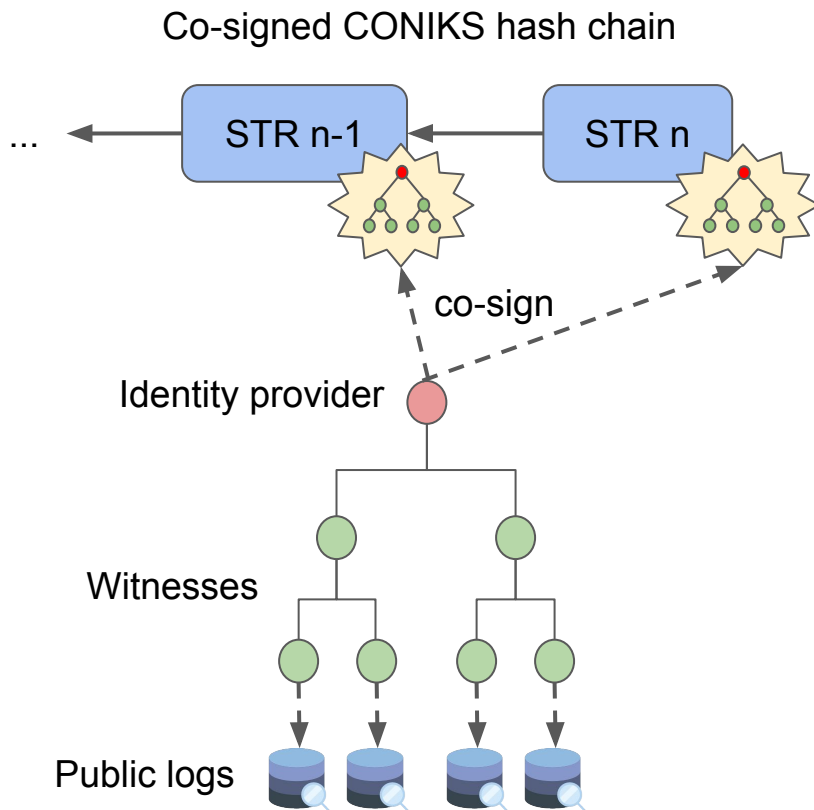 Co-signed CONIKS hash chain
...
STR n-1
STR n
co-sign
Identity provider
Witnesses
Public logs